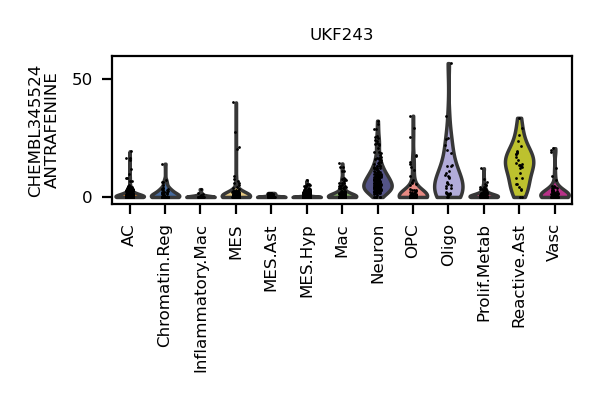 UKF243
CHEMBL345524
ANTRAFENINE
50
0
AC
Chromatin.Reg
Inflammatory.Mac
MES
MES.Ast
MES.Hyp
Mac
Neuron
OPC
Oligo
Prolif.Metab
Reactive.Ast
Vasc